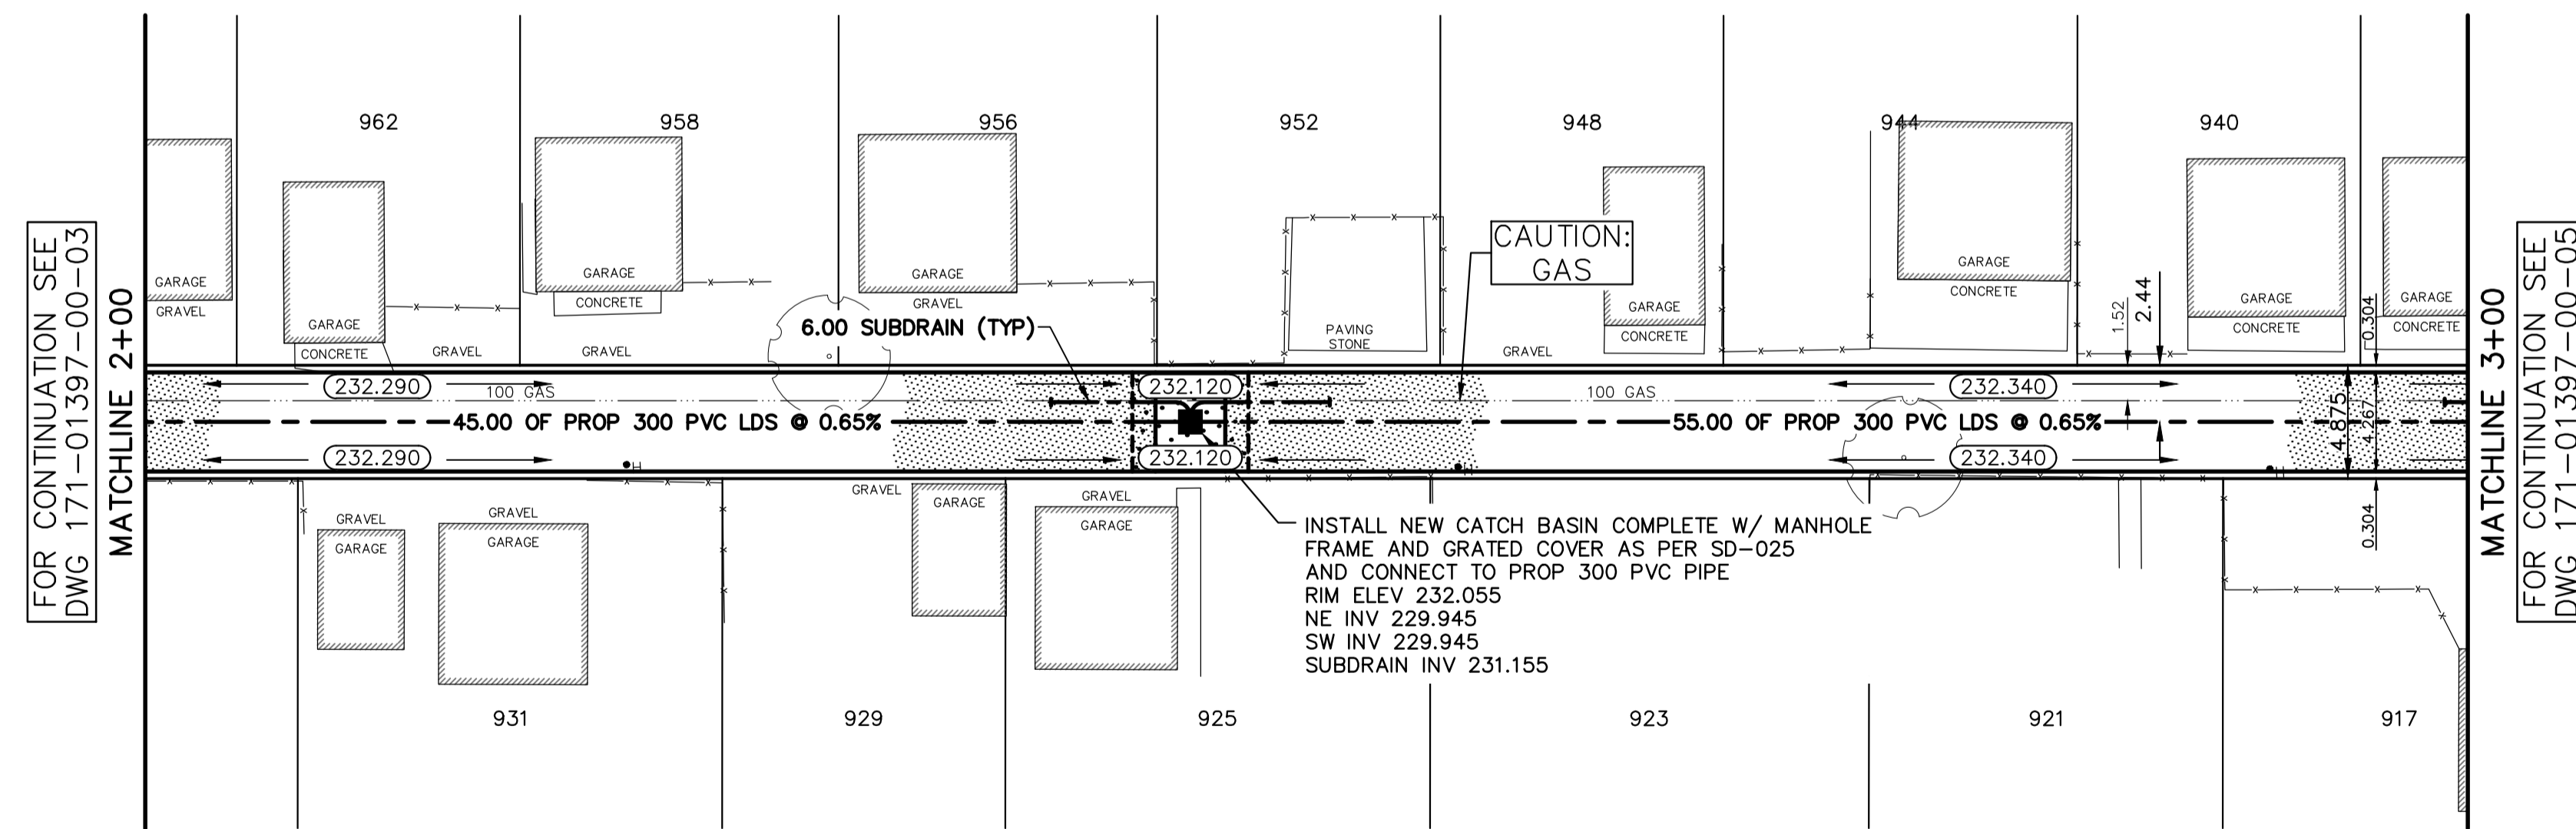 FOR CONTINUATION SEE
DWG 171-01397-00-03
MATCHLINE 2+00
962
958
956
952
948
944
940
CAUTION:
GAS
GARAGE
GRAVEL
GARAGE
CONCRETE
GRAVEL
GARAGE
CONCRETE
GRAVEL
GARAGE
GRAVEL
6.00 SUBDRAIN (TYP)
PAVING
STONE
GRAVEL
GARAGE
CONCRETE
GARAGE
CONCRETE
1.52
2.44
GARAGE
CONCRETE
0.304
GARAGE
CONCRETE
232.290
100 GAS
232.120
100 GAS
232.340
45.00 OF PROP 300 PVC LDS @ 0.65%
55.00 OF PROP 300 PVC LDS @ 0.65%
4.875
4.267
232.290
H
232.120
H
232.340
H
0.304
GRAVEL
GARAGE
GRAVEL
GARAGE
GRAVEL
GARAGE
GRAVEL
GARAGE
INSTALL NEW CATCH BASIN COMPLETE W/ MANHOLE
FRAME AND GRATED COVER AS PER SD-025
AND CONNECT TO PROP 300 PVC PIPE
RIM ELEV 232.055
NE INV 229.945
SW INV 229.945
SUBDRAIN INV 231.155
931
929
925
923
921
917
MATCHLINE 3+00
FOR CONTINUATION SEE
DWG 171-01397-00-05